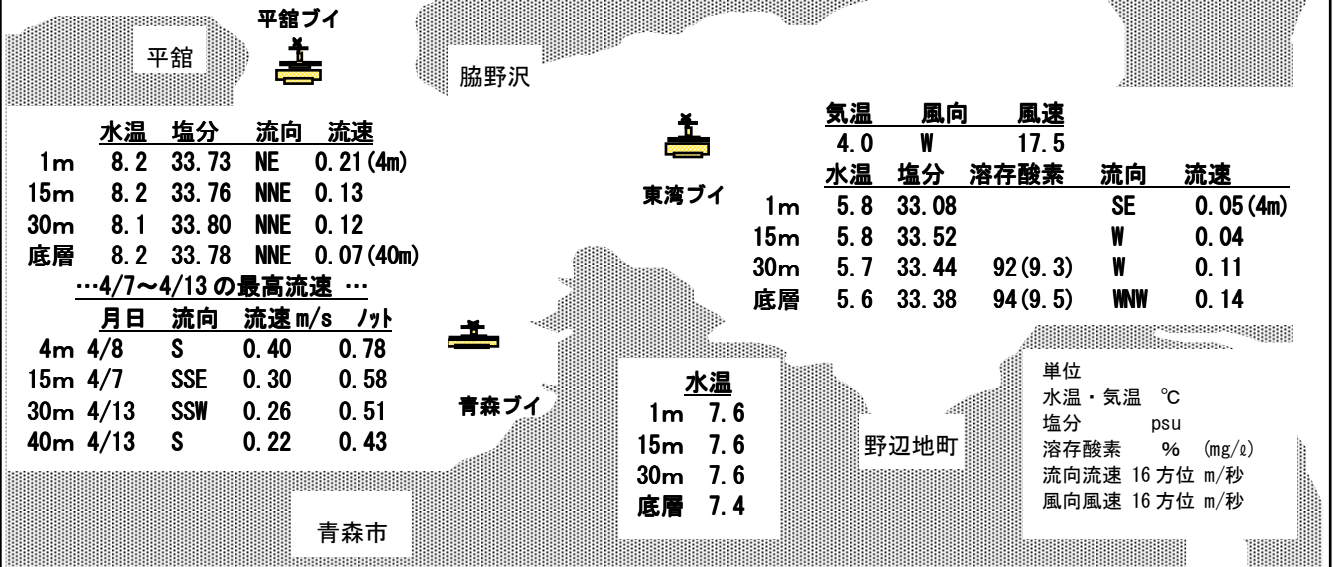 平舘ブイ
平舘
脇野沢
水温 塩分 流向 流速
1m 8.2 33.73 NE 0.21(4m)
15m 8.2 33.76 NNE 0.13
30m 8.1 33.80 NNE 0.12
底層 8.2 33.78 NNE 0.07(40m)
…4/7～4/13の最高流速 …
月日 流向 流速m/s ノット
4m 4/8 S 0.40 0.78
15m 4/7 SSE 0.30 0.58
30m 4/13 SSW 0.26 0.51
40m 4/13 S 0.22 0.43
東湾ブイ
気温 風向 風速
4.0 W 17.5
水温 塩分 溶存酸素 流向 流速
1m 5.8 33.08 SE 0.05(4m)
15m 5.8 33.52 W 0.04
30m 5.7 33.44 92(9.3) W 0.11
底層 5.6 33.38 94(9.5) WNW 0.14
青森ブイ
水温
1m 7.6
15m 7.6
30m 7.6
底層 7.4
野辺地町
青森市
単位
水温・気温 ℃
塩分 psu
溶存酸素 % (mg/ℓ)
流向流速 16方位 m/秒
風向風速 16方位 m/秒